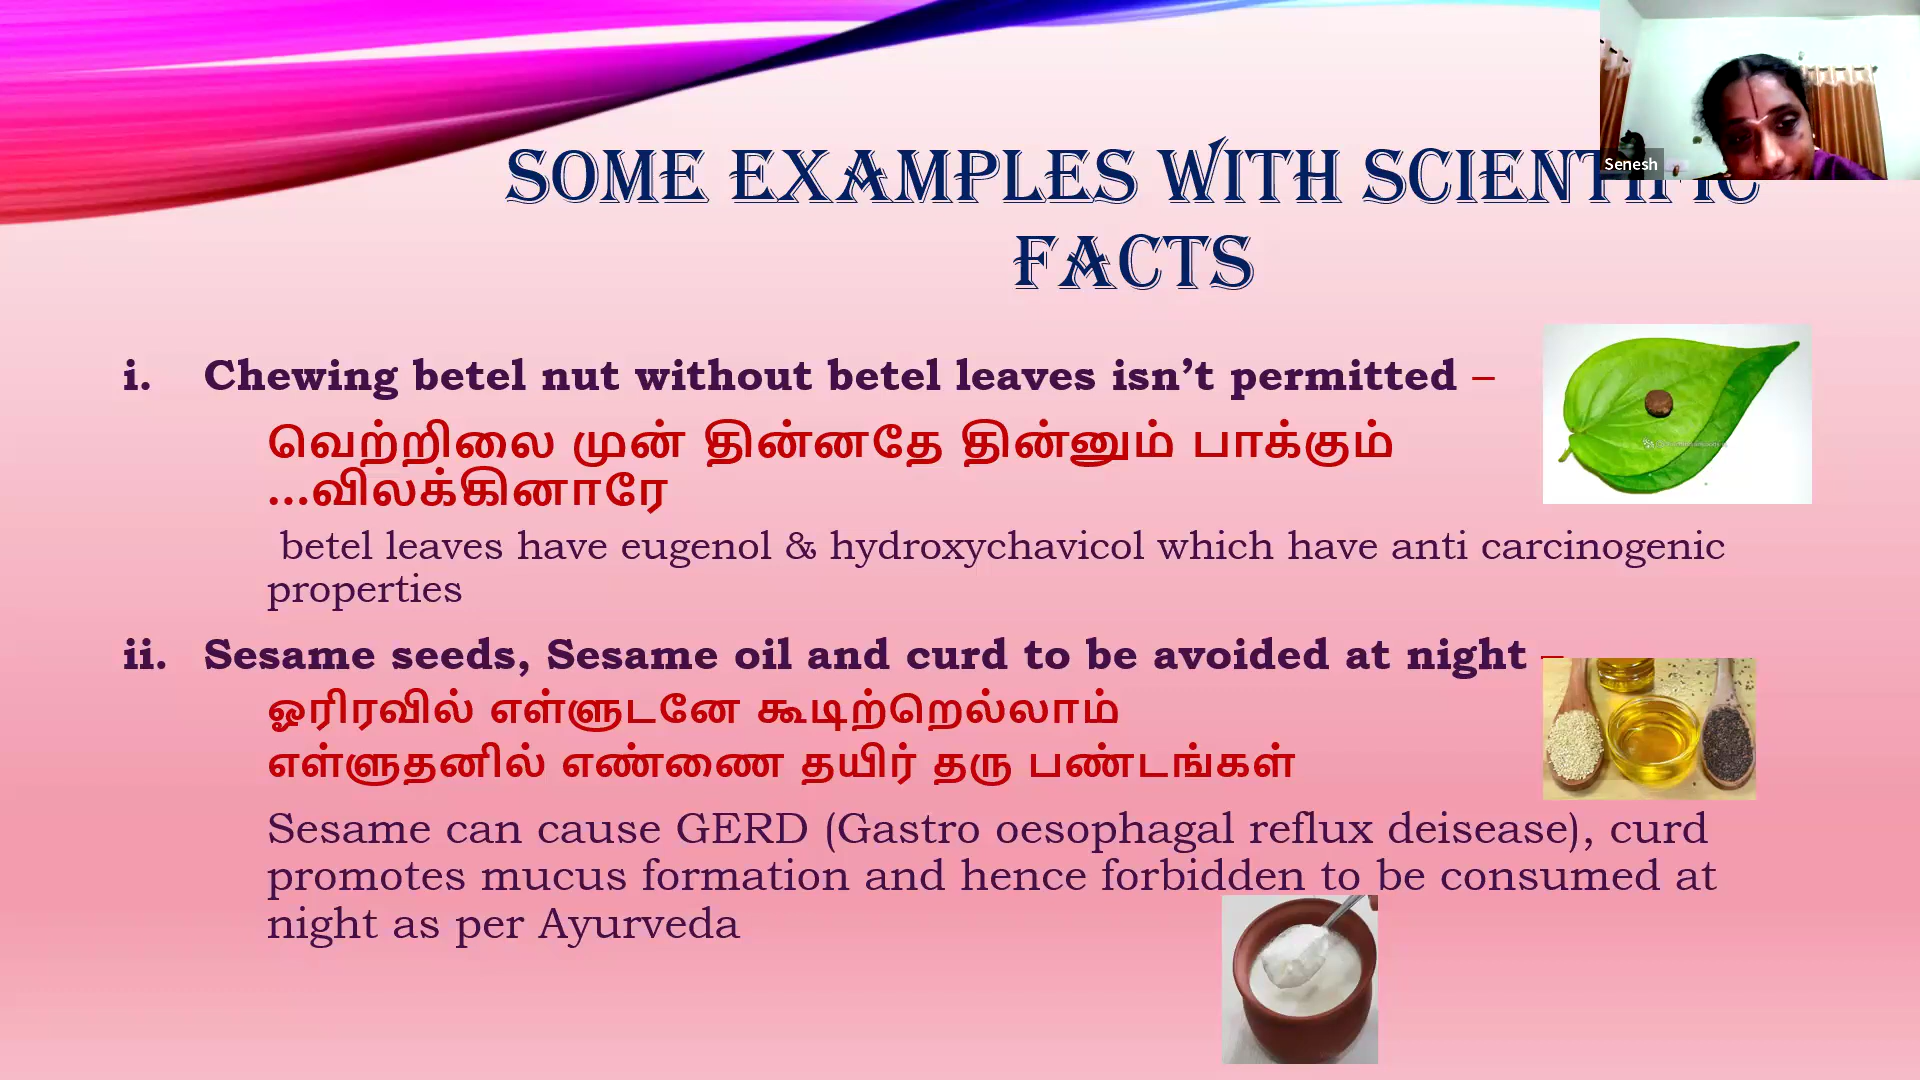 SOME EXAMPLES WITH SCIENTIFIC
FACTS
Senesh
i. Chewing betel nut without betel leaves isn’t permitted –
வெற்றிலை முன் தின்னதே தின்னும் பாக்கும்
...விலக்கினாரே
betel leaves have eugenol & hydroxychavicol which have anti carcinogenic
properties
ii. Sesame seeds, Sesame oil and curd to be avoided at night –
ஓரிரவில் எள்ளுடனே கூடிற்றெல்லாம்
எள்ளுதனில் எண்ணை தயிர் தரு பண்டங்கள்
Sesame can cause GERD (Gastro oesophagal reflux deisease), curd
promotes mucus formation and hence forbidden to be consumed at
night as per Ayurveda